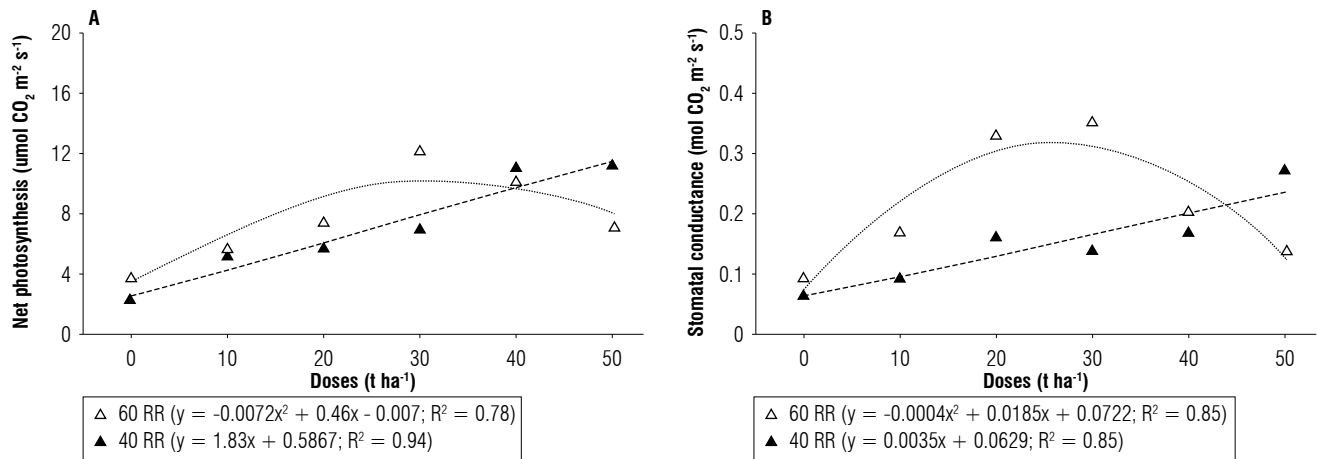 A
Net photosynthesis (umol CO₂ m⁻² s⁻¹)
20
16
12
8
4
0
0 10 20 30 40 50
Doses (t ha⁻¹)
△ 60 RR (y = -0.0072x² + 0.46x - 0.007; R² = 0.78)
▲ 40 RR (y = 1.83x + 0.5867; R² = 0.94)
B
Stomatal conductance (mol CO₂ m⁻² s⁻¹)
0.5
0.4
0.3
0.2
0.1
0
0 10 20 30 40 50
Doses (t ha⁻¹)
△ 60 RR (y = -0.0004x² + 0.0185x + 0.0722; R² = 0.85)
▲ 40 RR (y = 0.0035x + 0.0629; R² = 0.85)